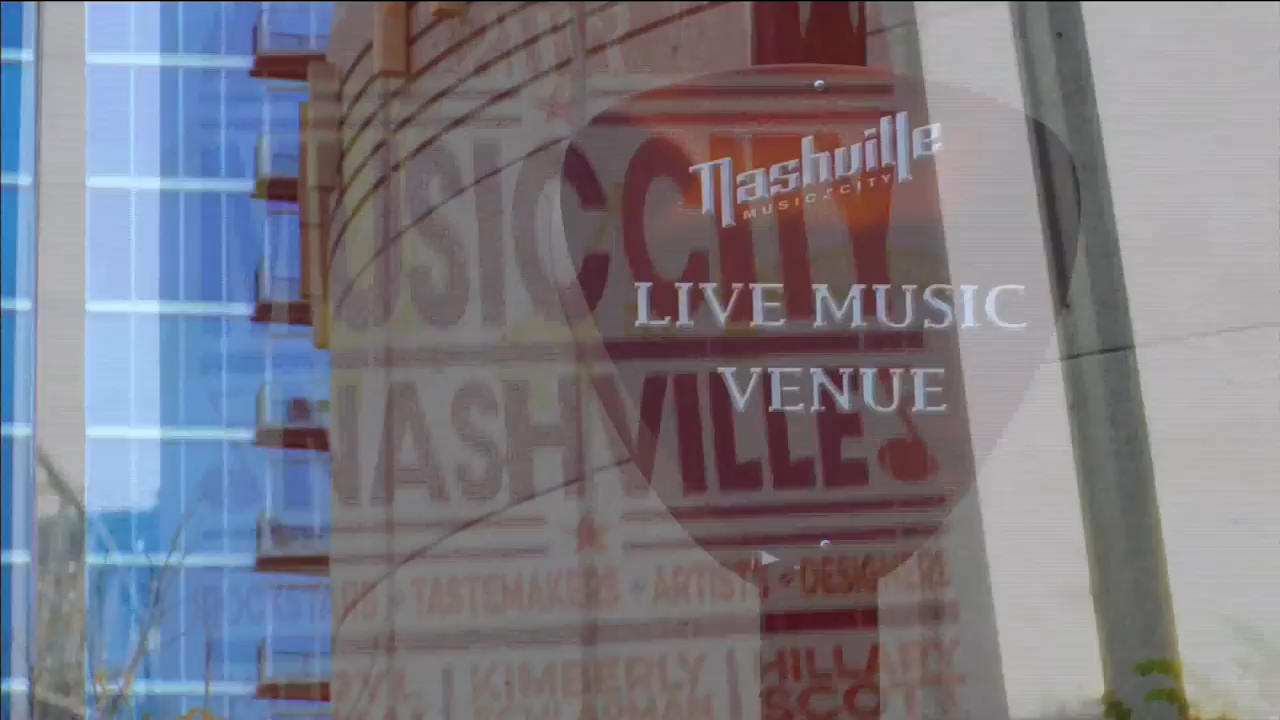 MUSIC CITY
NASHVILLE
Nashville
MUSIC CITY
LIVE MUSIC
VENUE
TASTEMAKERS · ARTISTS · DESIGNERS
KIMBERLY | HILLARY
SCOTT